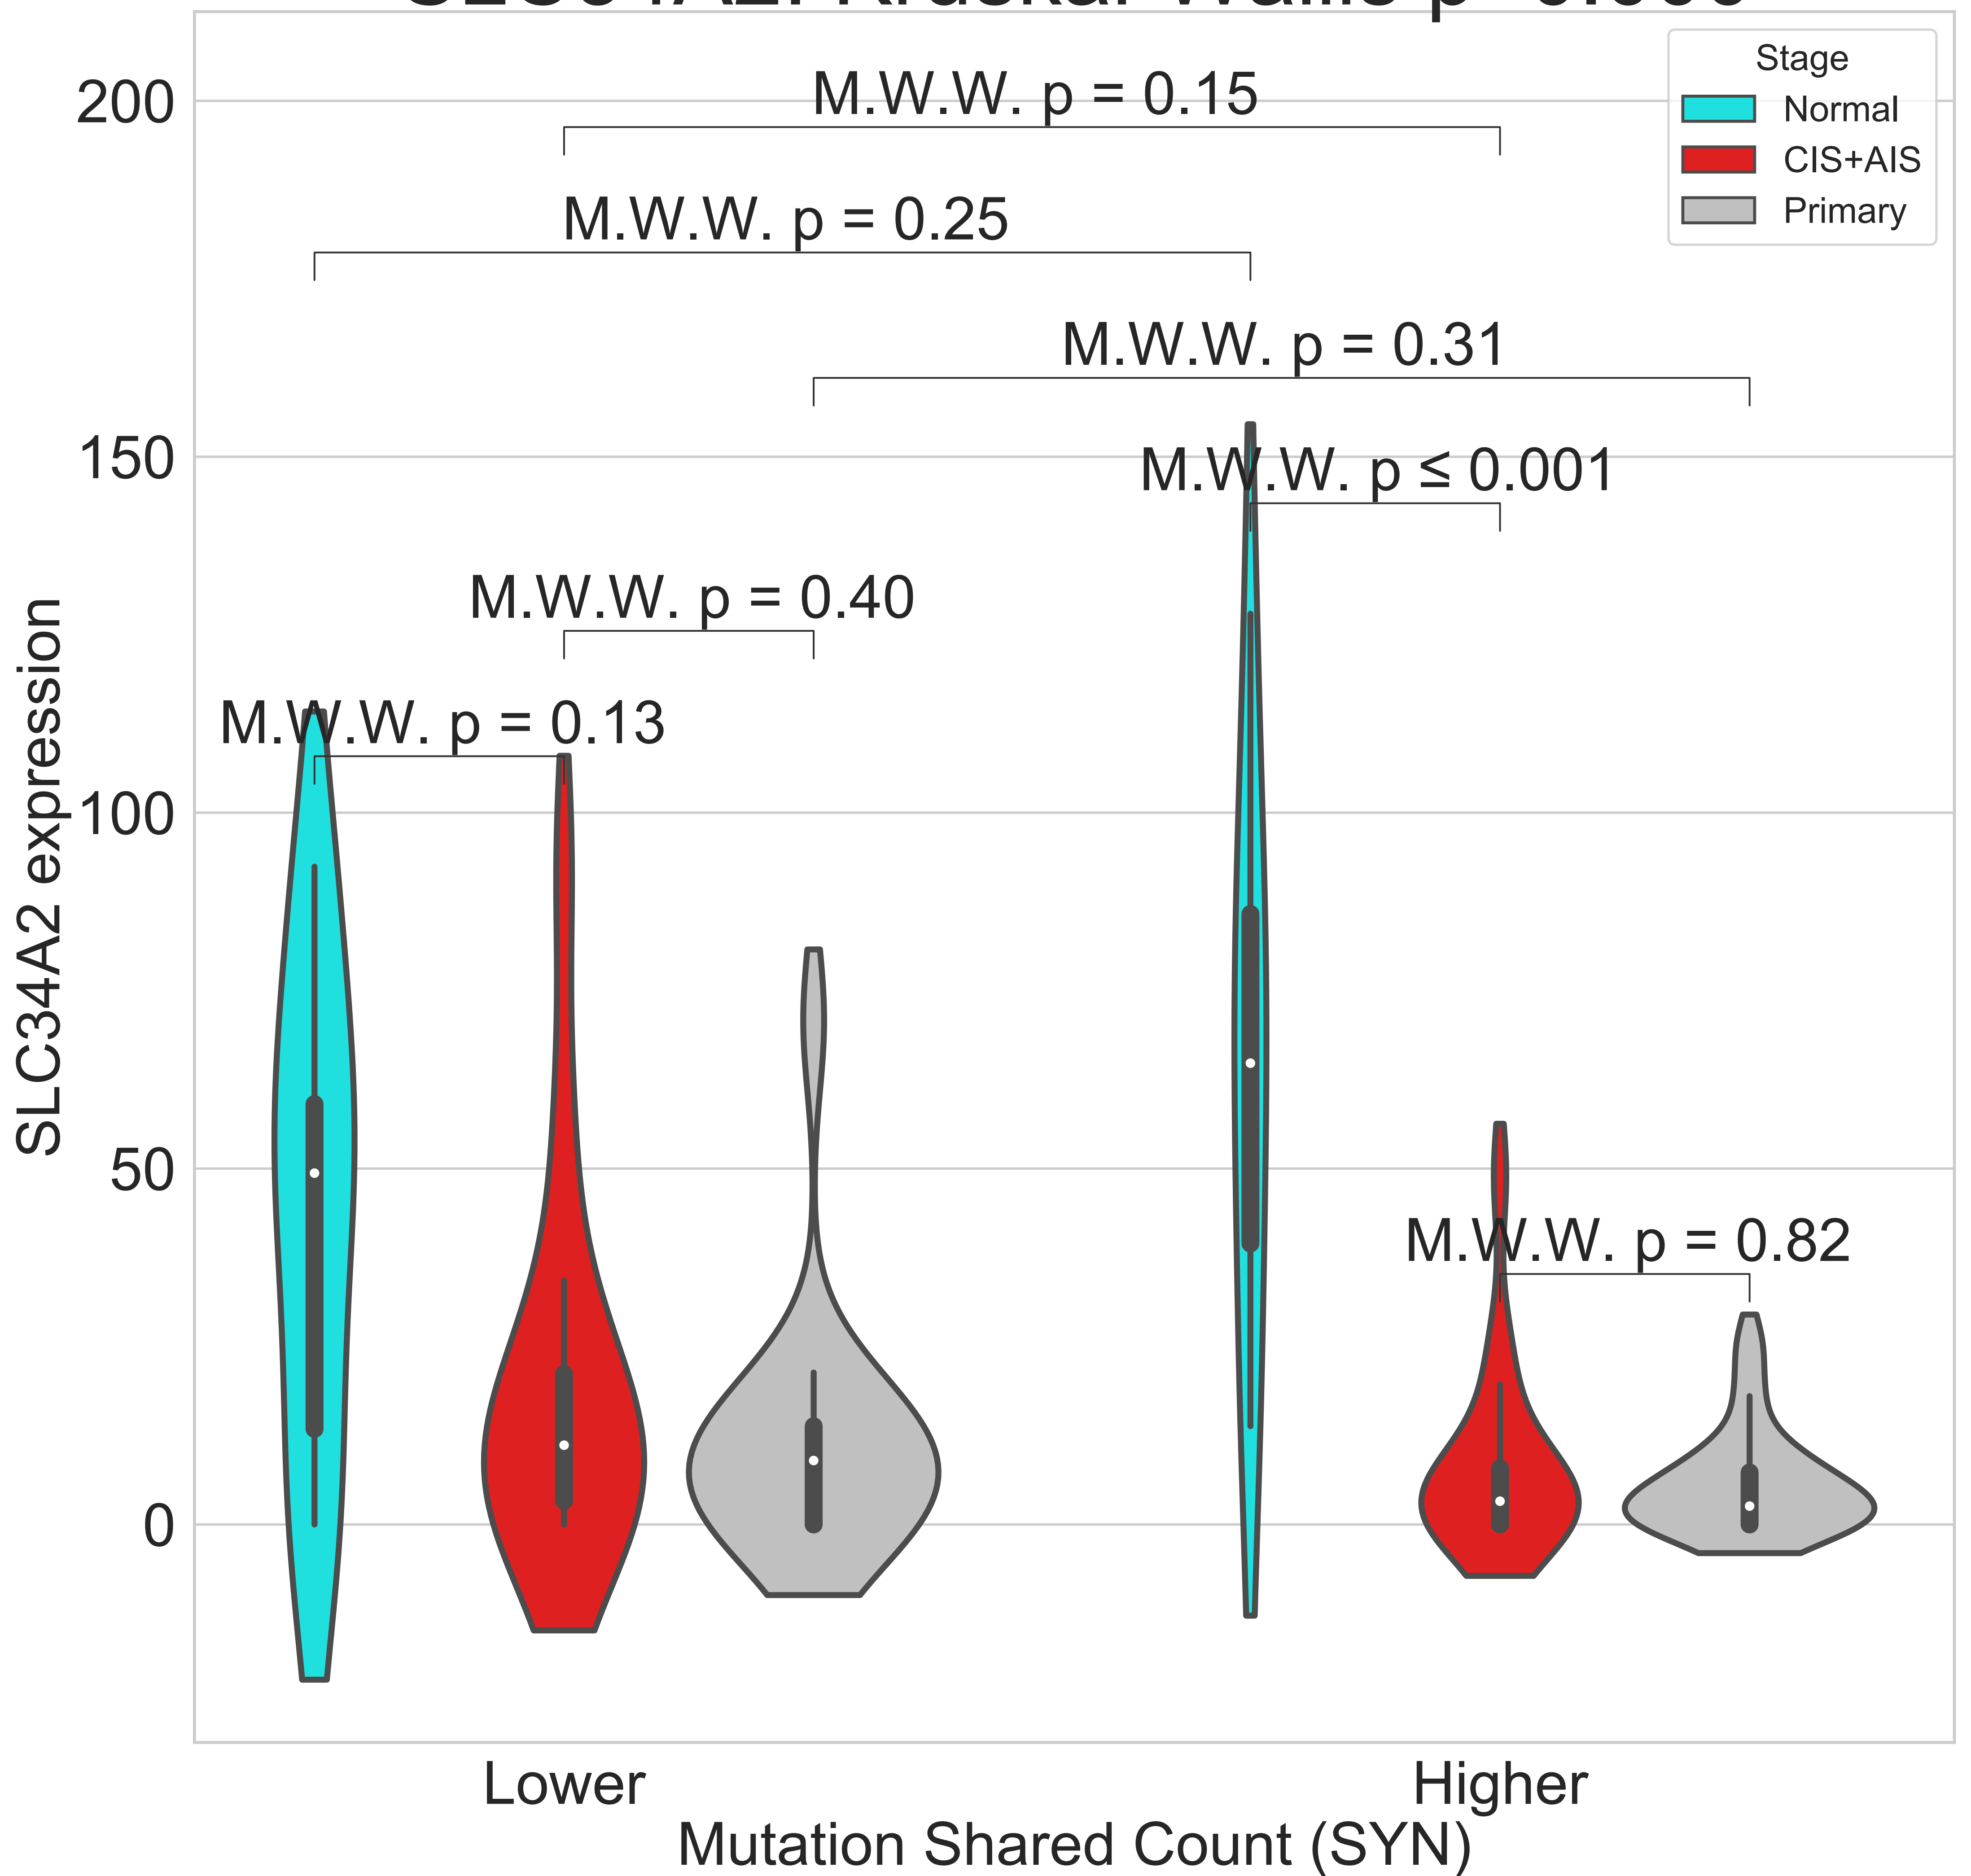 200
150
100
50
0
SLC34A2 expression
M.W.W. p = 0.15
M.W.W. p = 0.25
M.W.W. p = 0.31
M.W.W. p ≤ 0.001
M.W.W. p = 0.40
M.W.W. p = 0.13
M.W.W. p = 0.82
Stage
Normal
CIS+AIS
Primary
Lower
Higher
Mutation Shared Count (SYN)